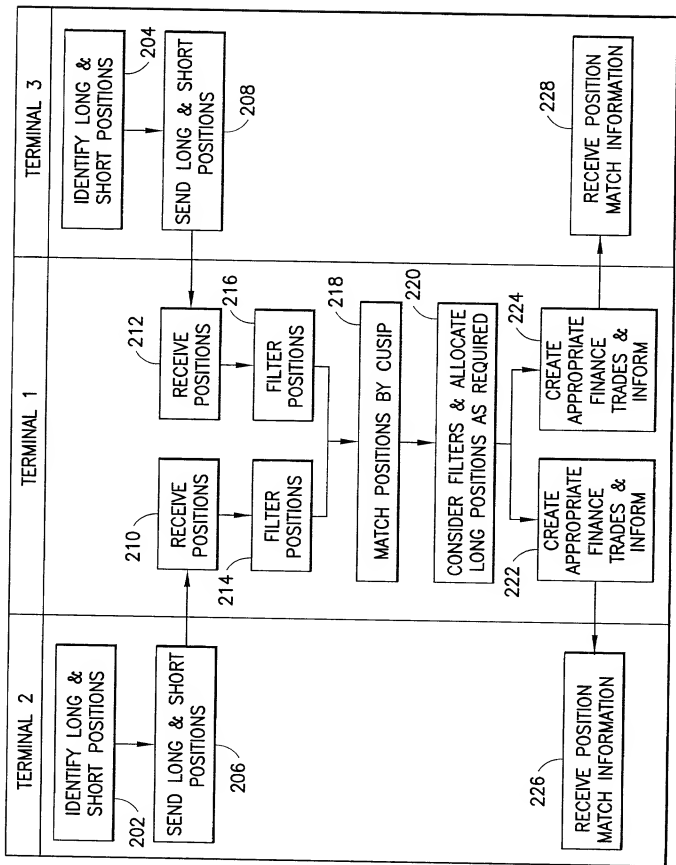 TERMINAL 2
TERMINAL 1
TERMINAL 3
IDENTIFY LONG &
SHORT POSITIONS
202
SEND LONG & SHORT
POSITIONS
206
IDENTIFY LONG &
SHORT POSITIONS
204
SEND LONG & SHORT
POSITIONS
208
210
RECEIVE
POSITIONS
212
RECEIVE
POSITIONS
214
FILTER
POSITIONS
216
FILTER
POSITIONS
218
MATCH POSITIONS BY CUSIP
220
CONSIDER FILTERS & ALLOCATE
LONG POSITIONS AS REQUIRED
222
CREATE
APPROPRIATE
FINANCE
TRADES &
INFORM
224
CREATE
APPROPRIATE
FINANCE
TRADES &
INFORM
226
RECEIVE POSITION
MATCH INFORMATION
228
RECEIVE POSITION
MATCH INFORMATION